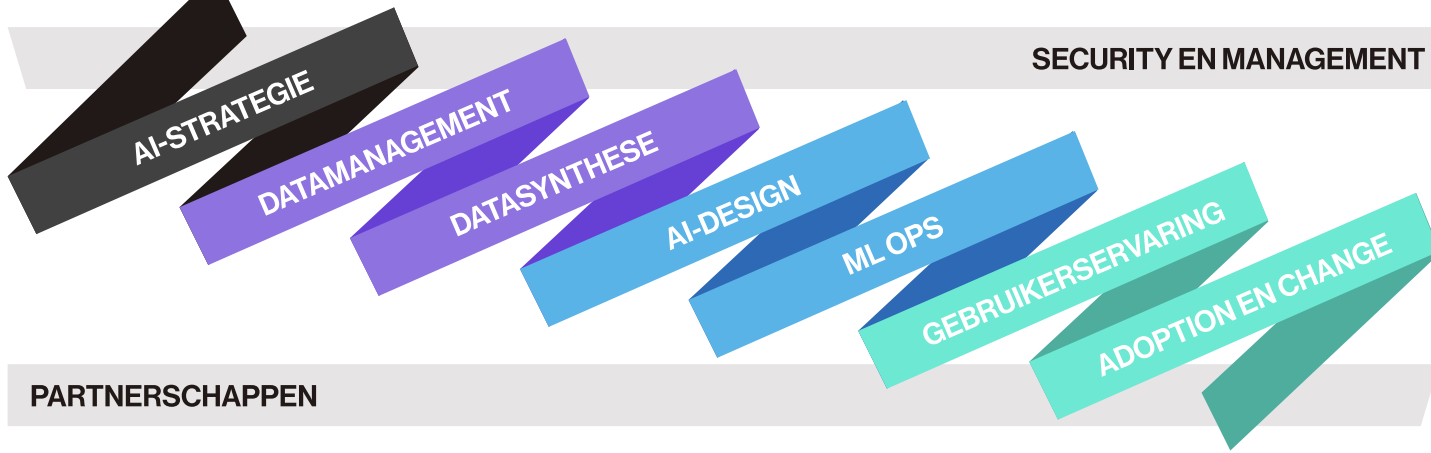 SECURITY EN MANAGEMENT
AI-STRATEGIE
DATAMANAGEMENT
DATASYNTHESE
AI-DESIGN
ML OPS
GEBRUIKERSERVARING
ADOPTION EN CHANGE
PARTNERSCHAPPEN